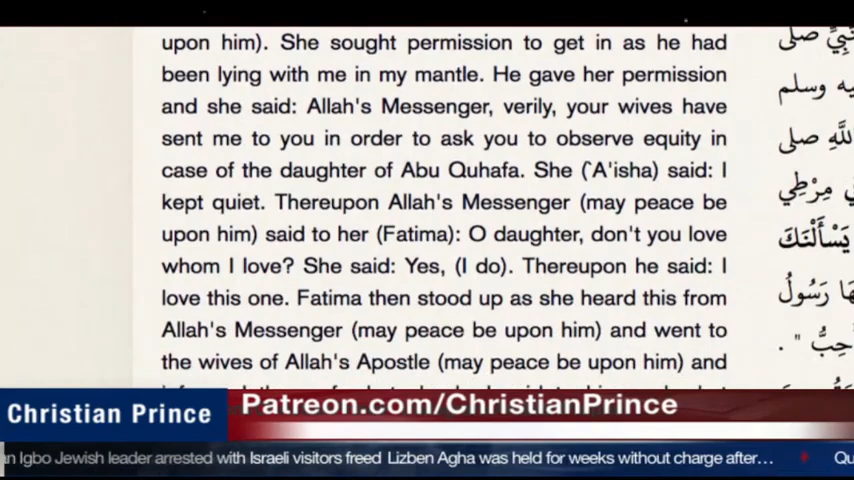 upon him). She sought permission to get in as he had
been lying with me in my mantle. He gave her permission
and she said: Allah's Messenger, verily, your wives have
sent me to you in order to ask you to observe equity in
case of the daughter of Abu Quhafa. She (`A'isha) said: I
kept quiet. Thereupon Allah's Messenger (may peace be
upon him) said to her (Fatima): O daughter, don't you love
whom I love? She said: Yes, (I do). Thereupon he said: I
love this one. Fatima then stood up as she heard this from
Allah's Messenger (may peace be upon him) and went to
the wives of Allah's Apostle (may peace be upon him) and
صلى
وسلم
صلى
مِرْطِي
يَسْأَلْنَكَ
رَسُولُ
Christian Prince
Patreon.com/ChristianPrince
an Igbo Jewish leader arrested with Israeli visitors freed Lizben Agha was held for weeks without charge after… Qu